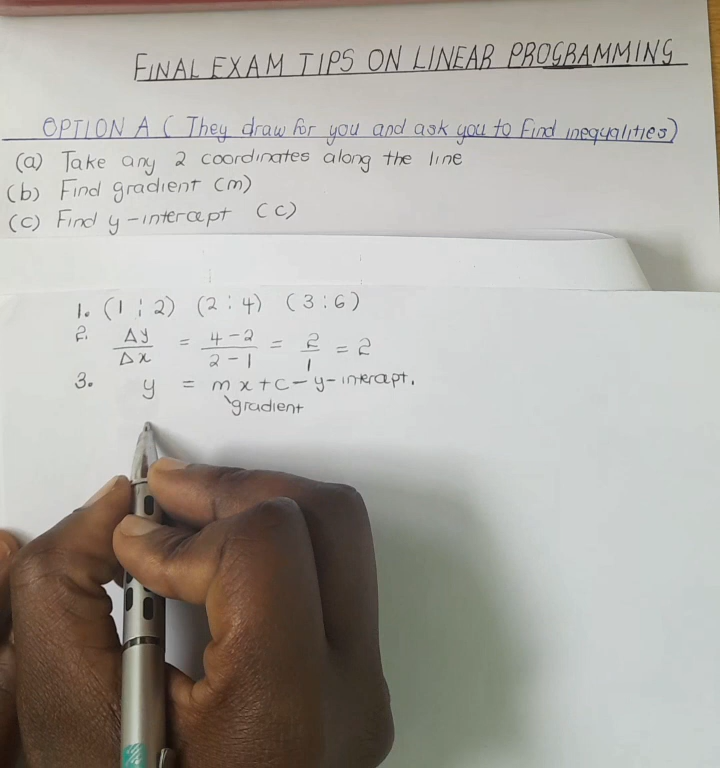 FINAL EXAM TIPS ON LINEAR PROGRAMMING
OPTION A ( They draw for you and ask you to find inequalities)
(a) Take any 2 coordinates along the line
(b) Find gradient (m)
(c) Find y-intercept (c)
1. (1 ; 2) (2 : 4) (3 : 6)
2. Δy/Δx = 4-2/2-1 = 2/1 = 2
3. y = mx+c - y-intercept.
gradient